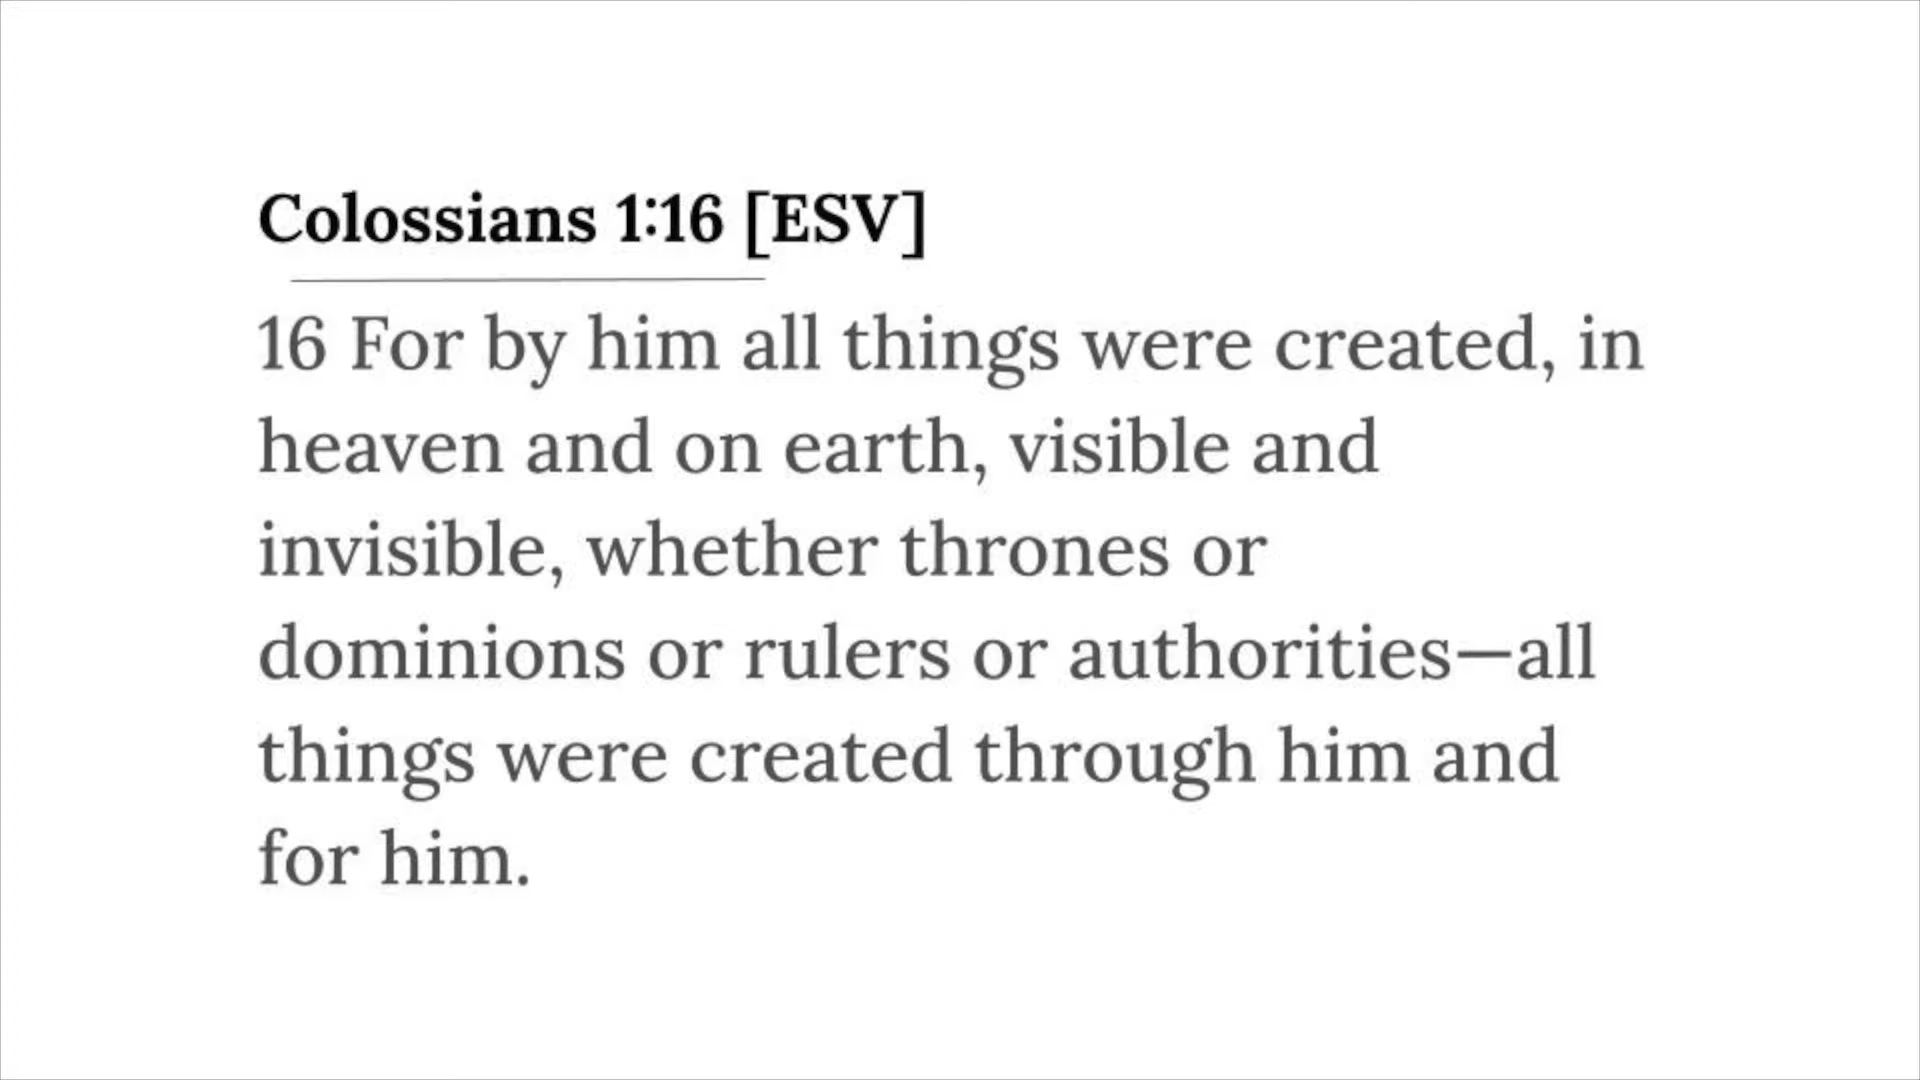 Colossians 1:16 [ESV]
16 For by him all things were created, in
heaven and on earth, visible and
invisible, whether thrones or
dominions or rulers or authorities—all
things were created through him and
for him.